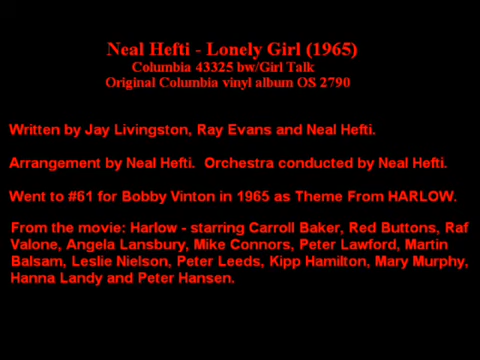 Neal Hefti - Lonely Girl (1965)
Columbia 43325 bw/Girl Talk
Original Columbia vinyl album OS 2790
Written by Jay Livingston, Ray Evans and Neal Hefti.
Arrangement by Neal Hefti.  Orchestra conducted by Neal Hefti.
Went to #61 for Bobby Vinton in 1965 as Theme From HARLOW.
From the movie: Harlow - starring Carroll Baker, Red Buttons, Raf
Valone, Angela Lansbury, Mike Connors, Peter Lawford, Martin
Balsam, Leslie Nielson, Peter Leeds, Kipp Hamilton, Mary Murphy,
Hanna Landy and Peter Hansen.